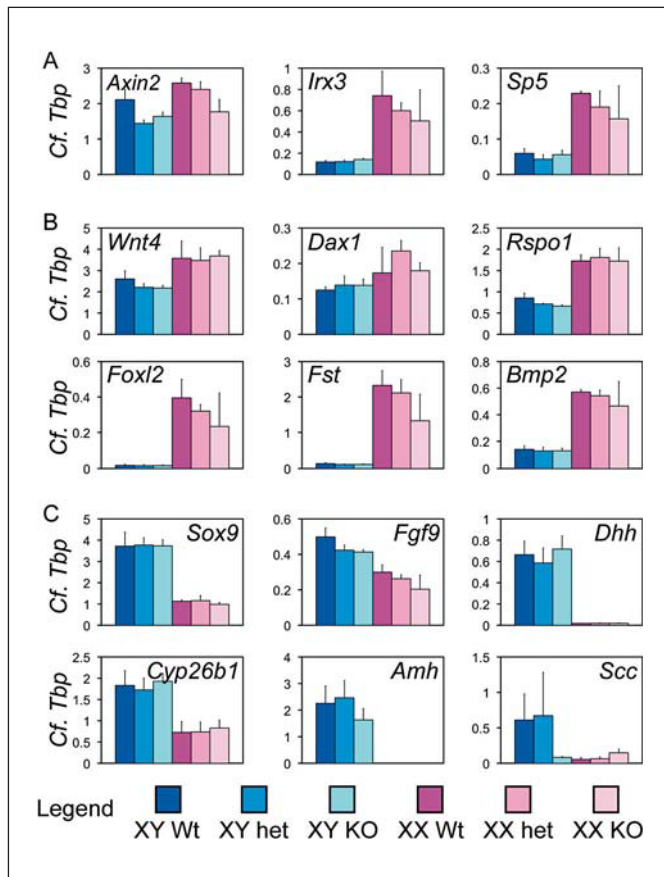 A
Axin2 Irx3 Sp5
Cf. Tbp
3 2 1 0
1 0.8 0.6 0.4 0.2 0
0.2 0.1 0
B
Wnt4 Dax1 Rspo1
Cf. Tbp
5 4 3 2 1 0
0.3 0.2 0.1 0
2.5 2 1.5 1 0.5 0
Foxl2 Fst Bmp2
Cf. Tbp
0.6 0.4 0.2 0
3 2 1 0
0.8 0.6 0.4 0.2 0
C
Sox9 Fgf9 Dhh
Cf. Tbp
5 4 3 2 1 0
0.6 0.4 0.2 0
1 0.8 0.6 0.4 0.2 0
Cyp26b1 Amh Scc
Cf. Tbp
2.5 2 1.5 1 0.5 0
4 3 2 1 0
1.5 1 0.5 0
Legend
XY Wt XY het XY KO XX Wt XX het XX KO